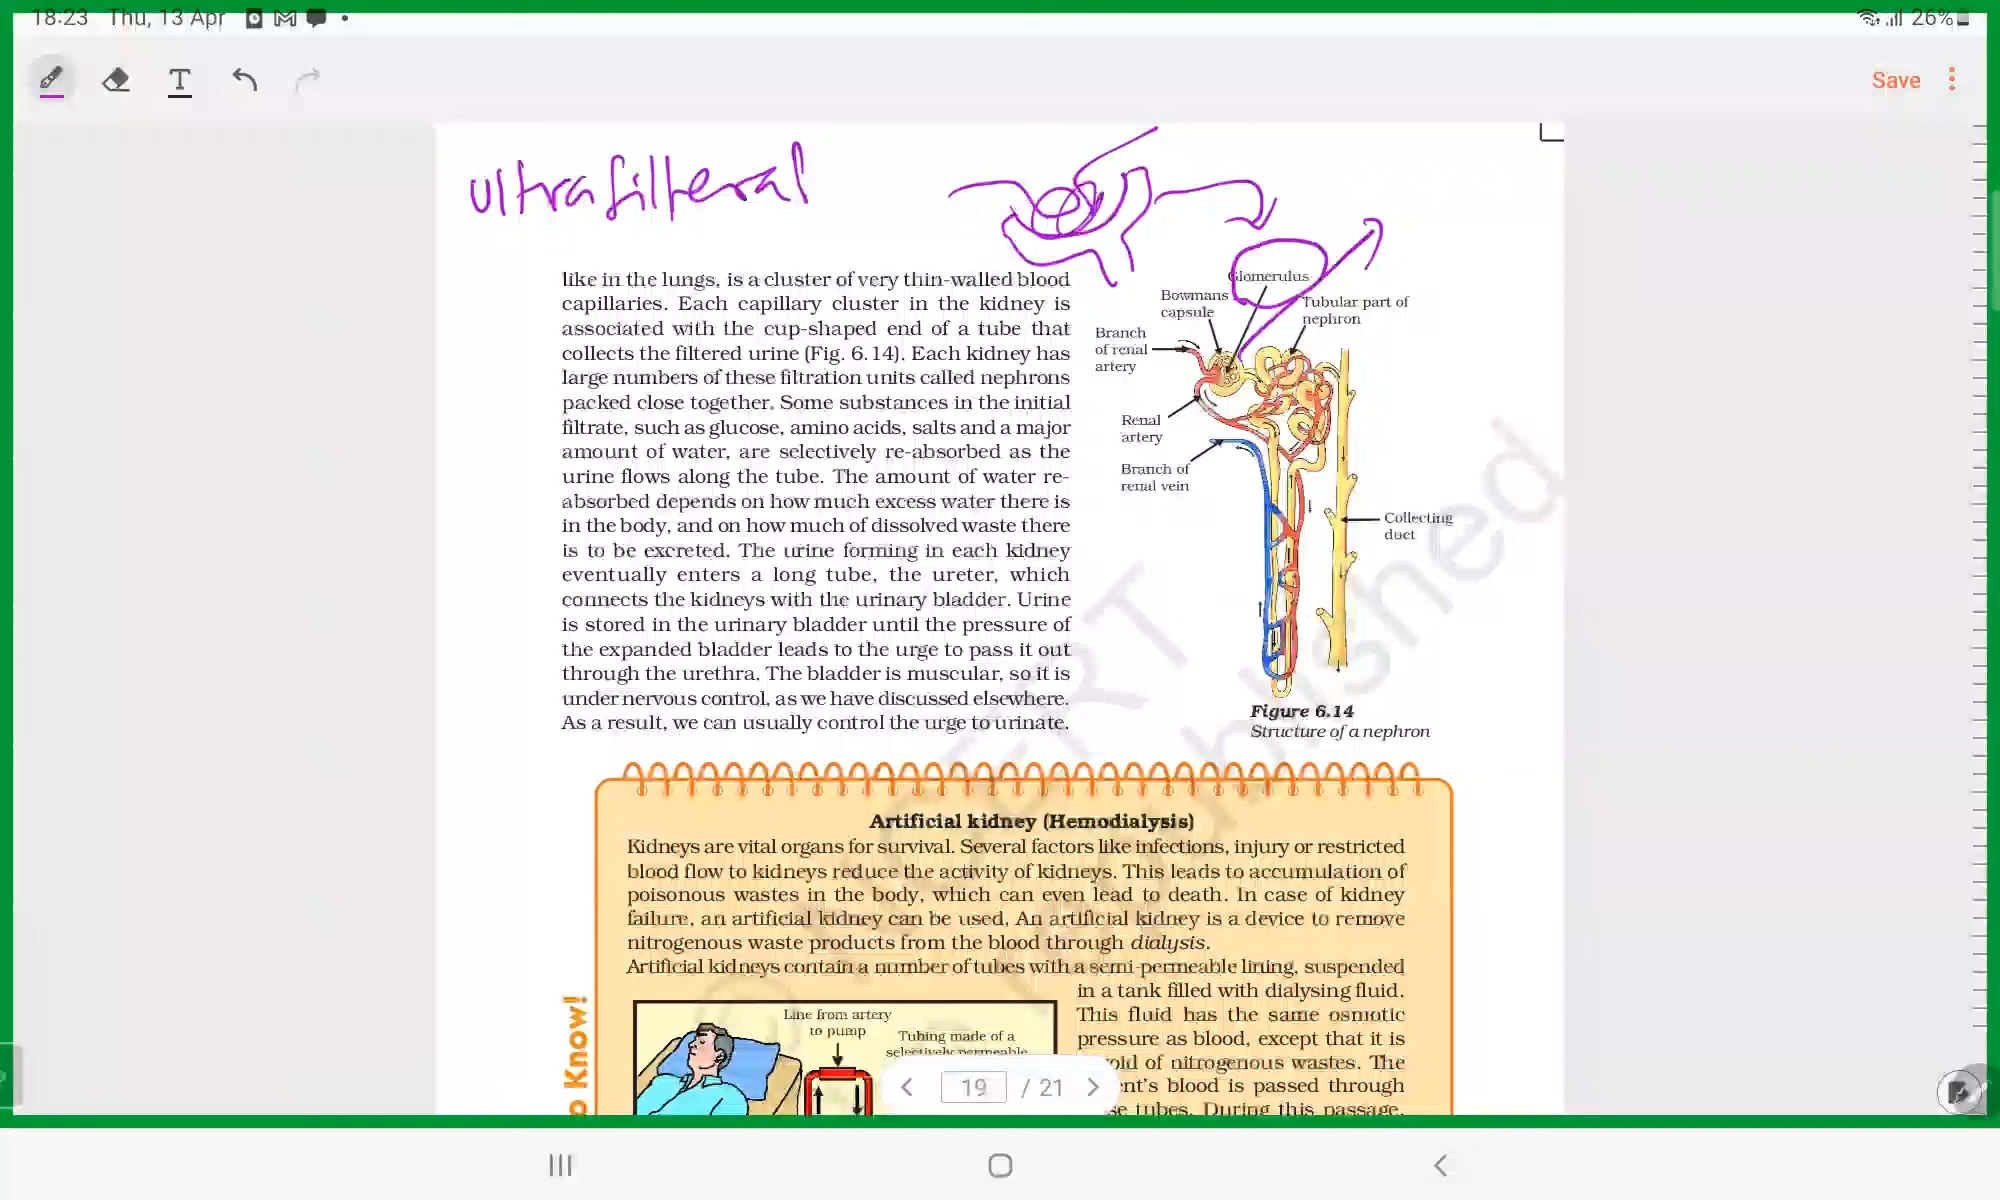 18:23 Thu, 13 Apr
26%
Save
ultrafilteral
like in the lungs, is a cluster of very thin-walled blood
capillaries. Each capillary cluster in the kidney is
associated with the cup-shaped end of a tube that
collects the filtered urine (Fig. 6.14). Each kidney has
large numbers of these filtration units called nephrons
packed close together. Some substances in the initial
filtrate, such as glucose, amino acids, salts and a major
amount of water, are selectively re-absorbed as the
urine flows along the tube. The amount of water re-
absorbed depends on how much excess water there is
in the body, and on how much of dissolved waste there
is to be excreted. The urine forming in each kidney
eventually enters a long tube, the ureter, which
connects the kidneys with the urinary bladder. Urine
is stored in the urinary bladder until the pressure of
the expanded bladder leads to the urge to pass it out
through the urethra. The bladder is muscular, so it is
under nervous control, as we have discussed elsewhere.
As a result, we can usually control the urge to urinate.
Glomerulus
Bowmans
capsule
Tubular part of
nephron
Branch
of renal
artery
Renal
artery
Branch of
renal vein
Collecting
duct
Figure 6.14
Structure of a nephron
Artificial kidney (Hemodialysis)
Kidneys are vital organs for survival. Several factors like infections, injury or restricted
blood flow to kidneys reduce the activity of kidneys. This leads to accumulation of
poisonous wastes in the body, which can even lead to death. In case of kidney
failure, an artificial kidney can be used. An artificial kidney is a device to remove
nitrogenous waste products from the blood through dialysis.
Artificial kidneys contain a number of tubes with a semi-permeable lining, suspended
in a tank filled with dialysing fluid.
This fluid has the same osmotic
pressure as blood, except that it is
old of nitrogenous wastes. The
ent's blood is passed through
se tubes. During this passage,
Line from artery
to pump
Tubing made of a
selectively permeable
o Know!
19 / 21
© NCERT
published